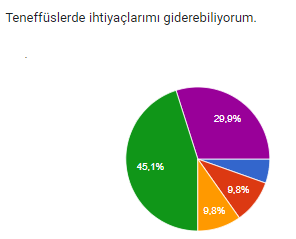 Teneffüslerde ihtiyaçlarımı giderebiliyorum.
29,9%
45,1%
9,8%
9,8%